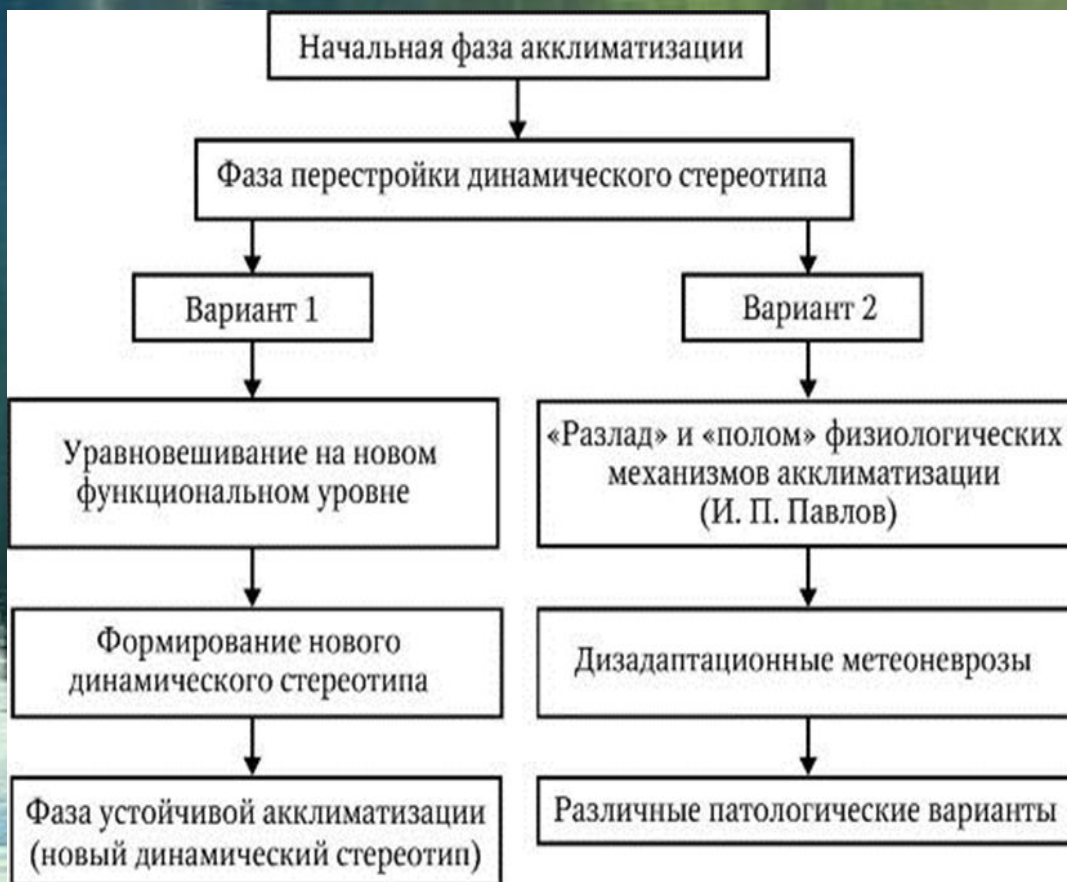 Начальная фаза акклиматизации
Фаза перестройки динамического стереотипа
Вариант 1
Уравновешивание на новом
функциональном уровне
Формирование нового
динамического стереотипа
Фаза устойчивой акклиматизации
(новый динамический стереотип)
Вариант 2
«Разлад» и «полом» физиологических
механизмов акклиматизации
(И. П. Павлов)
Дизадаптационные метеоневрозы
Различные патологические варианты